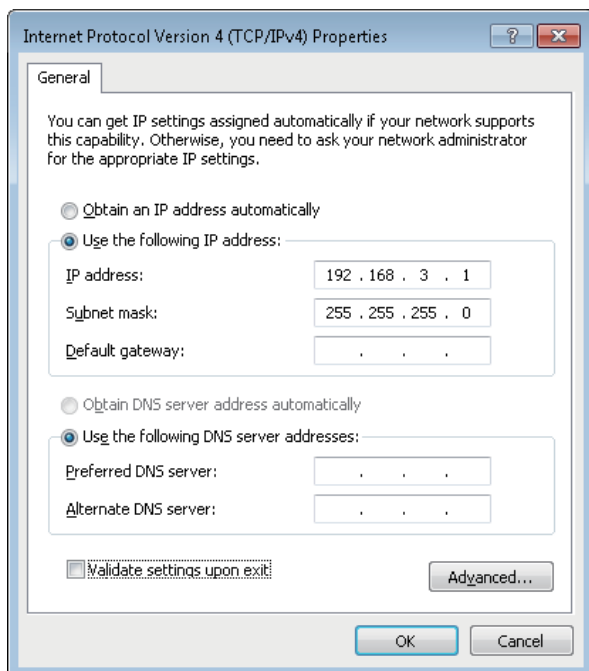 Internet Protocol Version 4 (TCP/IPv4) Properties
?
General
You can get IP settings assigned automatically if your network supports
this capability. Otherwise, you need to ask your network administrator
for the appropriate IP settings.
Obtain an IP address automatically
Use the following IP address:
IP address: 192 . 168 . 3 . 1
Subnet mask: 255 . 255 . 255 . 0
Default gateway: . . .
Obtain DNS server address automatically
Use the following DNS server addresses:
Preferred DNS server: . . .
Alternate DNS server: . . .
Validate settings upon exit
Advanced...
OK Cancel